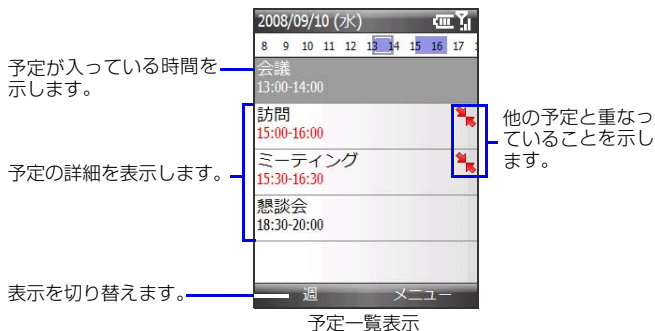 2008/09/10 (水)
8 9 10 11 12 13 14 15 16 17
予定が入っている時間を
示します。
会議
13:00-14:00
訪問
15:00-16:00
他の予定と重なっ
ていることを示し
ます。
予定の詳細を表示します。
ミーティング
15:30-16:30
懇談会
18:30-20:00
表示を切り替えます。
週 メニュー
予定一覧表示